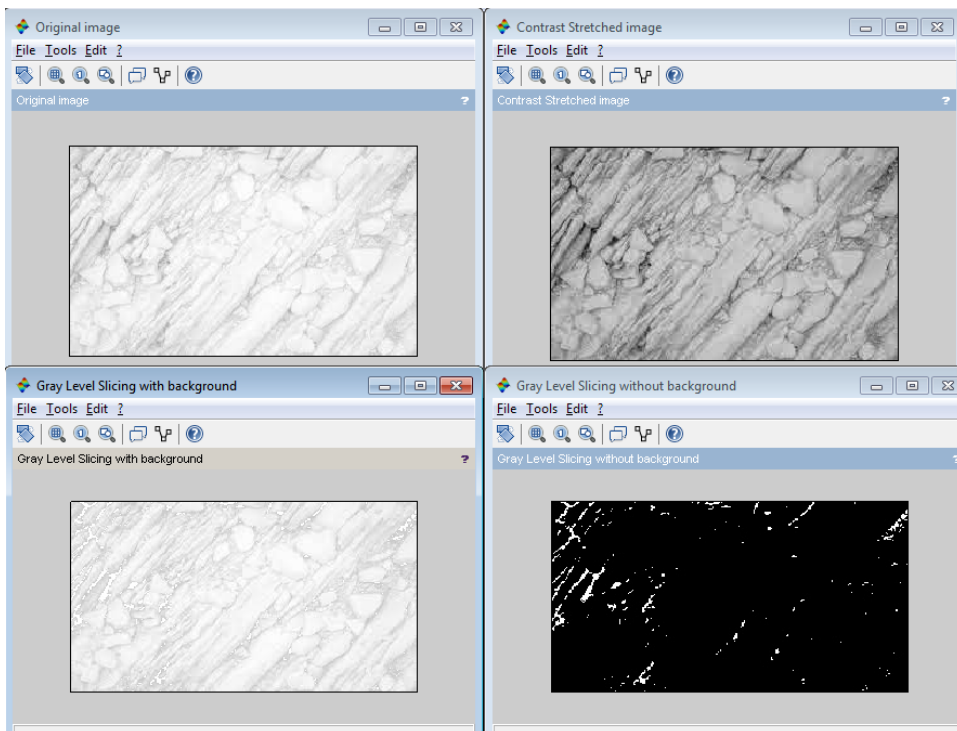 Original image
File Tools Edit ?
Original image ?
Contrast Stretched image
File Tools Edit ?
Contrast Stretched image ?
Gray Level Slicing with background
File Tools Edit ?
Gray Level Slicing with background ?
Gray Level Slicing without background
File Tools Edit ?
Gray Level Slicing without background ?